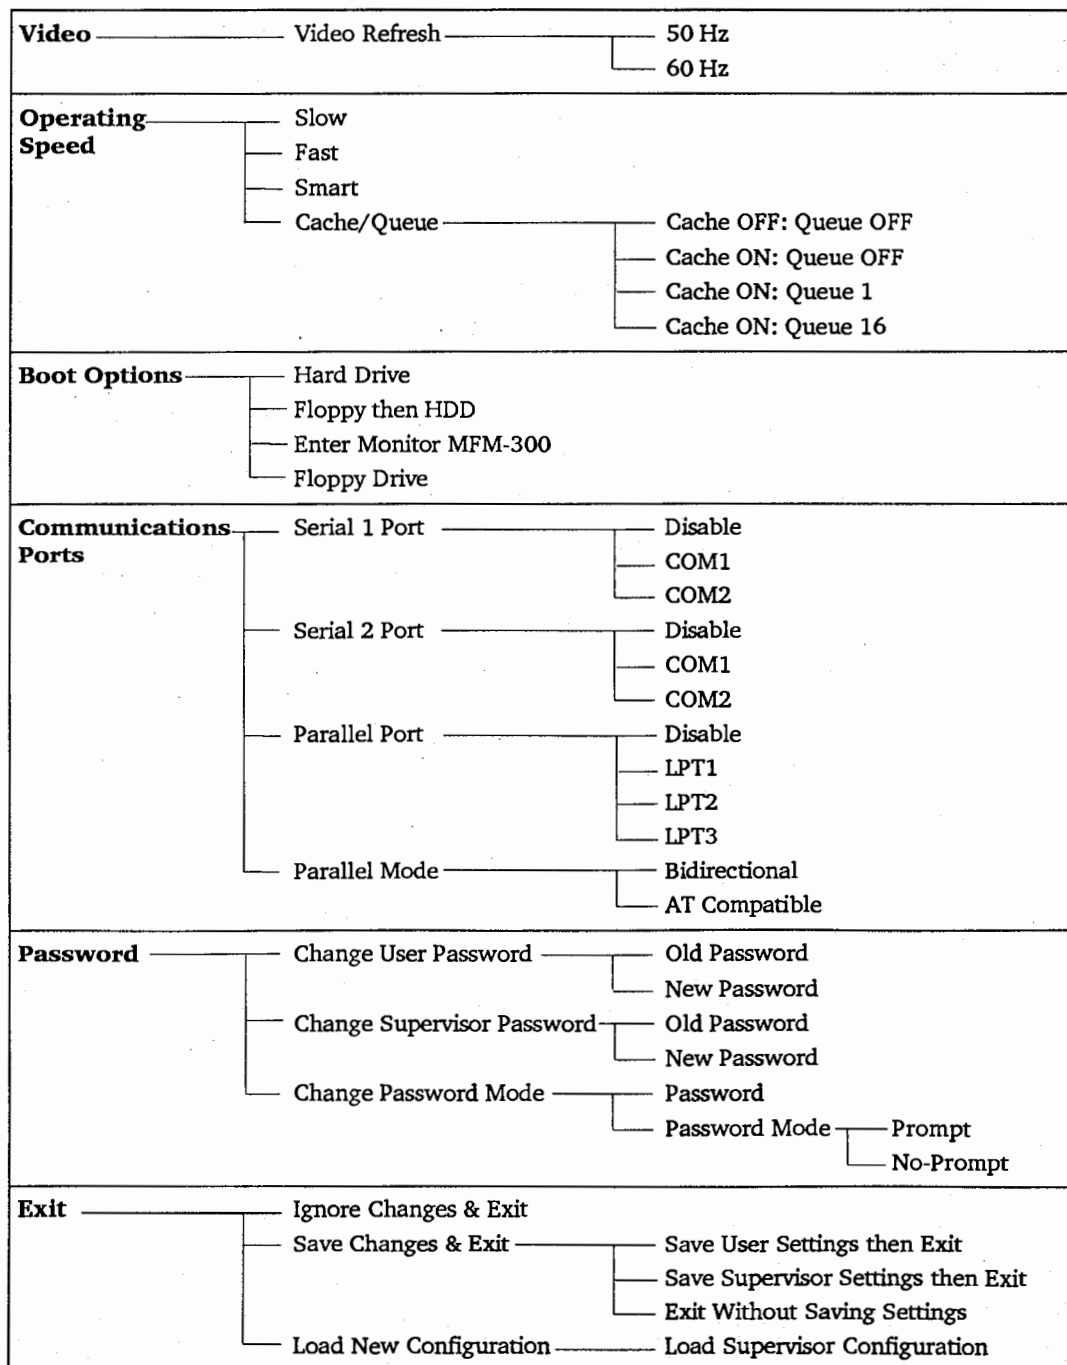 Video Video Refresh 50 Hz
60 Hz
Operating Slow
Speed Fast
Smart
Cache/Queue Cache OFF: Queue OFF
Cache ON: Queue OFF
Cache ON: Queue 1
Cache ON: Queue 16
Boot Options Hard Drive
Floppy then HDD
Enter Monitor MFM-300
Floppy Drive
Communications Serial 1 Port Disable
Ports COM1
COM2
Serial 2 Port Disable
COM1
COM2
Parallel Port Disable
LPT1
LPT2
LPT3
Parallel Mode Bidirectional
AT Compatible
Password Change User Password Old Password
New Password
Change Supervisor Password Old Password
New Password
Change Password Mode Password
Password Mode Prompt
No-Prompt
Exit Ignore Changes & Exit
Save Changes & Exit Save User Settings then Exit
Save Supervisor Settings then Exit
Exit Without Saving Settings
Load New Configuration Load Supervisor Configuration